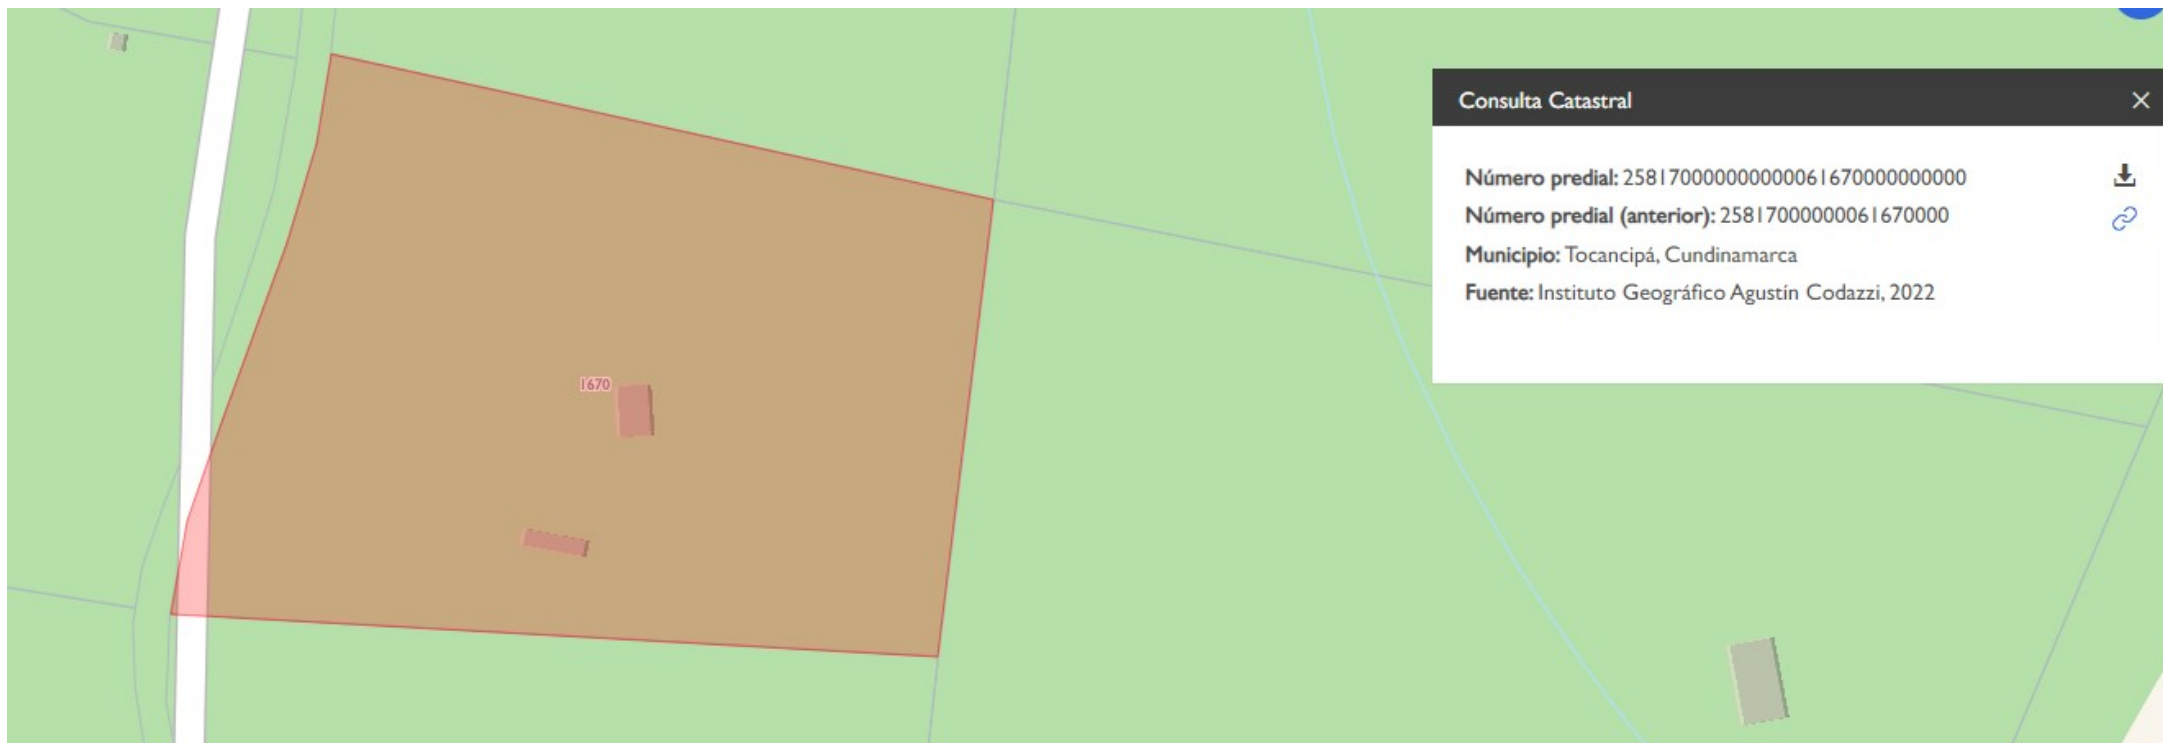 Consulta Catastral
Número predial: 258170000000000061670000000000
Número predial (anterior): 25817000000061670000
Municipio: Tocancipá, Cundinamarca
Fuente: Instituto Geográfico Agustín Codazzi, 2022
1670